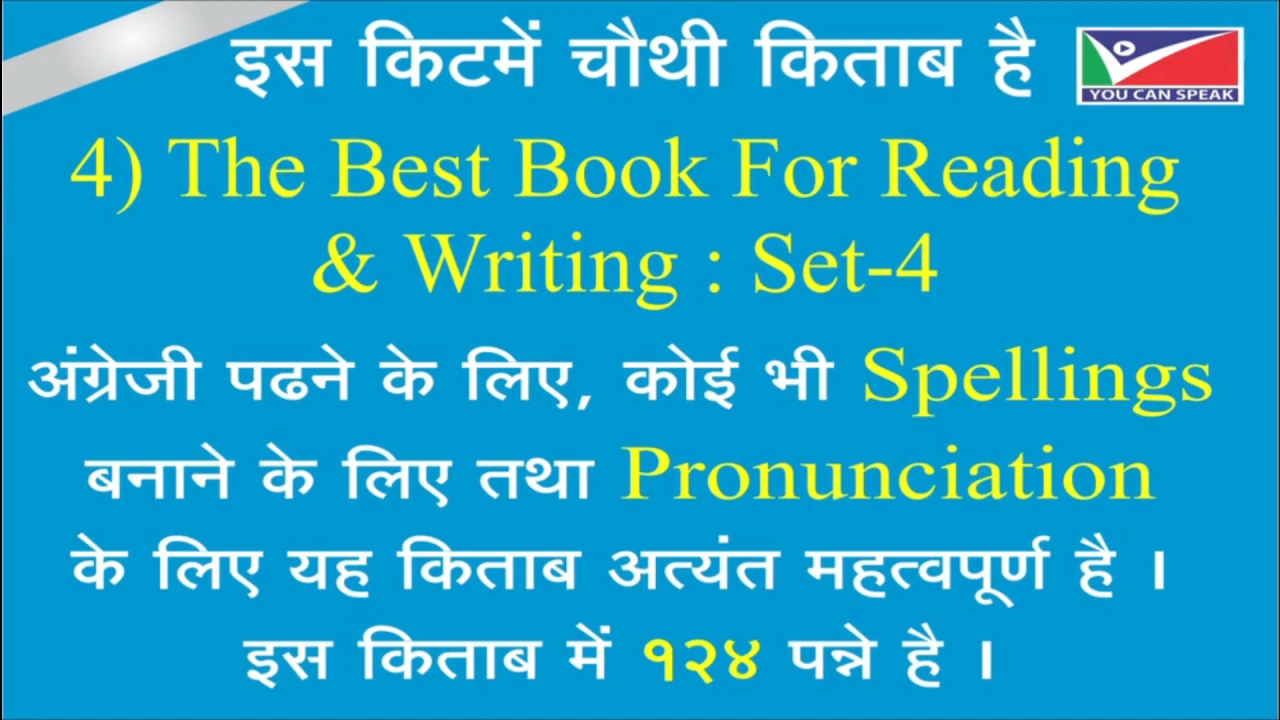 इस किटमें चौथी किताब है
YOU CAN SPEAK
4) The Best Book For Reading
& Writing : Set-4
अंग्रेजी पढने के लिए, कोई भी Spellings
बनाने के लिए तथा Pronunciation
के लिए यह किताब अत्यंत महत्वपूर्ण है ।
इस किताब में १२४ पन्ने है ।